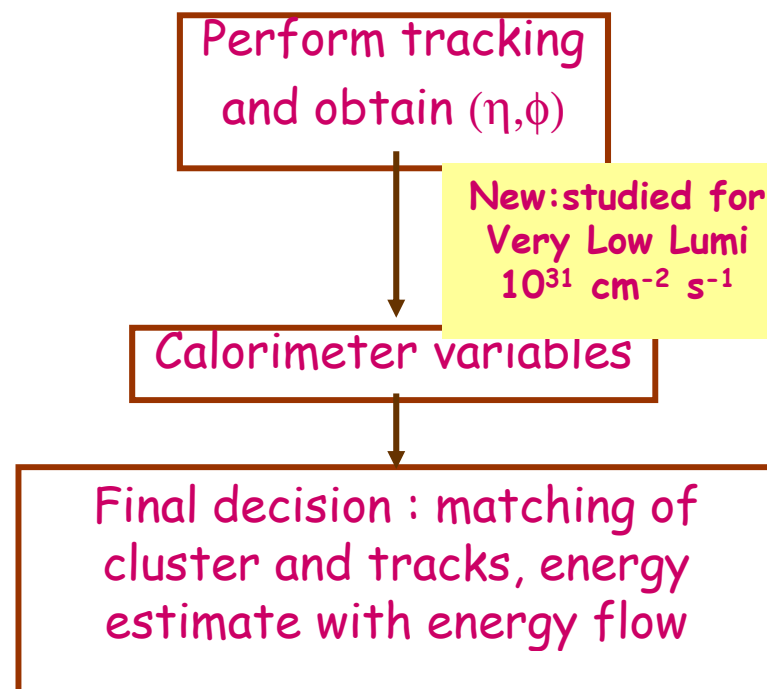 Perform tracking
and obtain (η,ϕ)
New:studied for
Very Low Lumi
10³¹ cm⁻² s⁻¹
Calorimeter variables
Final decision : matching of
cluster and tracks, energy
estimate with energy flow